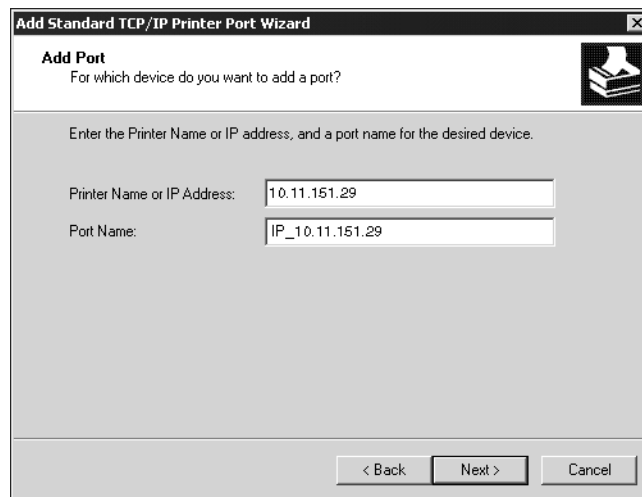 Add Standard TCP/IP Printer Port Wizard
Add Port
For which device do you want to add a port?
Enter the Printer Name or IP address, and a port name for the desired device.
Printer Name or IP Address: 10.11.151.29
Port Name: IP_10.11.151.29
< Back Next > Cancel